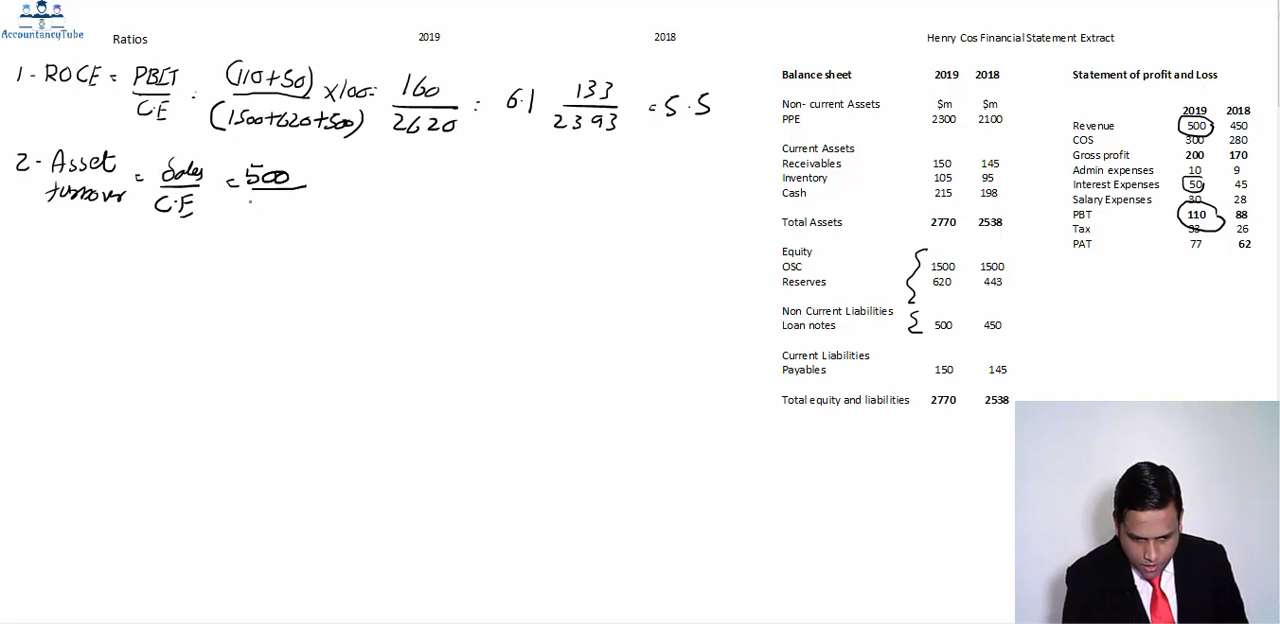 AccountancyTube
Ratios 2019 2018
1 - ROCE = PBIT / C.E = (110+50) / (1500+620+500) x100 = 160 / 2620 = 6.1 133 / 2393 = 5.5
2 - Asset turnover = Sales / C.E = 500
Henry Cos Financial Statement Extract
Balance sheet 2019 2018
Non- current Assets $m $m
PPE 2300 2100
Current Assets
Receivables 150 145
Inventory 105 95
Cash 215 198
Total Assets 2770 2538
Equity
OSC 1500 1500
Reserves 620 443
Non Current Liabilities
Loan notes 500 450
Current Liabilities
Payables 150 145
Total equity and liabilities 2770 2538
Statement of profit and Loss
2019 2018
Revenue 500 450
COS 300 280
Gross profit 200 170
Admin expenses 10 9
Interest Expenses 50 45
Salary Expenses 30 28
PBT 110 88
Tax 33 26
PAT 77 62